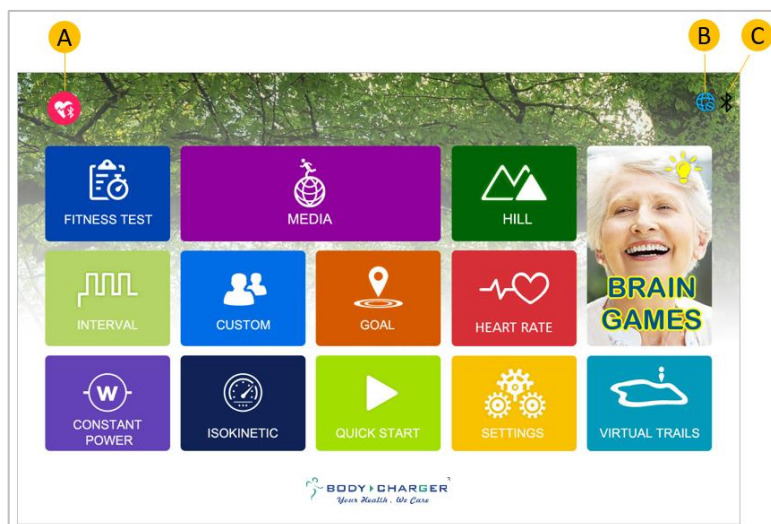 A
B
C
FITNESS TEST
MEDIA
HILL
BRAIN
GAMES
INTERVAL
CUSTOM
GOAL
HEART RATE
W
CONSTANT
POWER
ISOKINETIC
QUICK START
SETTINGS
VIRTUAL TRAILS
BODY CHARGER
Your Health . We Care